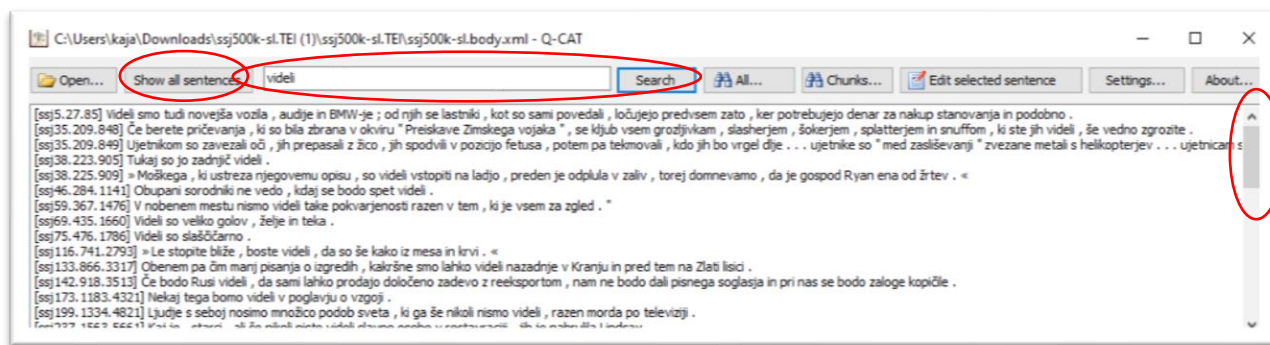 C:\Users\kaja\Downloads\ssj500k-sl.TEI (1)\ssj500k-sl.TEI\ssj500k-sl.body.xml - Q-CAT
Open... Show all sentences videli Search All... Chunks... Edit selected sentence Settings... About...
[ssj5.27.85] Videli smo tudi novejša vozila , audije in BMW-je ; od njih se lastniki , kot so sami povedali , ločujejo predvsem zato , ker potrebujejo denar za nakup stanovanja in podobno .
[ssj35.209.848] Če berete pričevanja , ki so bila zbrana v okviru " Preiskave Zimskega vojaka " , se kljub vsem grozljivkam , slasherjem , šokerjem , splatterjem in snuffom , ki ste jih videli , še vedno zgrozite .
[ssj35.209.849] Ujetnikom so zavezali oči , jih prepasali z žico , jih spodvili v pozicijo fetusa , potem pa tekmovali , kdo jih bo vrgel dlje . . . ujetnike so " med zasliševanji " zvezane metali s helikopterjev . . . ujetnicam s
[ssj38.223.905] Tukaj so jo zadnjič videli .
[ssj38.225.909] » Moškega , ki ustreza njegovemu opisu , so videli vstopiti na ladjo , preden je odplula v zaliv , torej domnevamo , da je gospod Ryan ena od žrtev . «
[ssj46.284.1141] Obupani sorodniki ne vedo , kdaj se bodo spet videli .
[ssj59.367.1476] V nobenem mestu nismo videli take pokvarjenosti razen v tem , ki je vsem za zgled . "
[ssj69.435.1660] Videli so veliko golov , želje in teka .
[ssj75.476.1786] Videli so slaščičarno .
[ssj116.741.2793] » Le stopite bliže , boste videli , da so še kako iz mesa in krvi . «
[ssj133.866.3317] Obenem pa čim manj pisanja o izgredih , kakršne smo lahko videli nazadnje v Kranju in pred tem na Zlati lisici .
[ssj142.918.3513] Če bodo Rusi videli , da sami lahko prodajo določeno zadevo z reeksportom , nam ne bodo dali pisnega soglasja in pri nas se bodo zaloge kopičile .
[ssj173.1183.4321] Nekaj tega bomo videli v poglavju o vzgoji .
[ssj199.1334.4821] Ljudje s seboj nosimo množico podob sveta , ki ga še nikoli nismo videli , razen morda po televiziji .